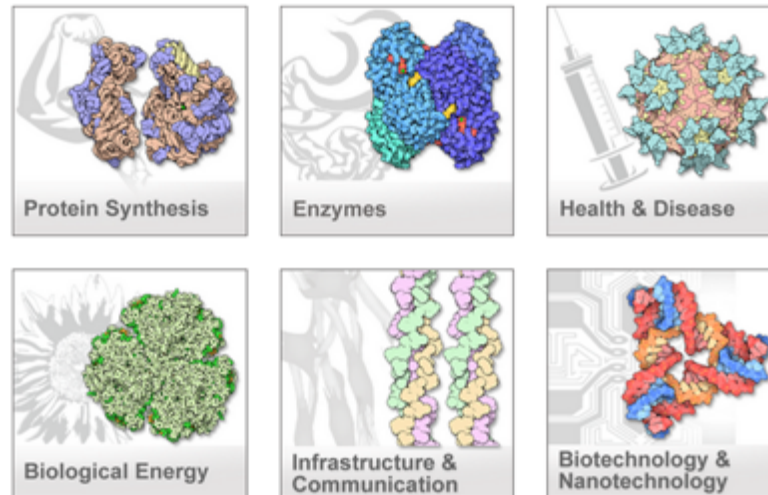 Protein Synthesis
Enzymes
Health & Disease
Biological Energy
Infrastructure &
Communication
Biotechnology &
Nanotechnology